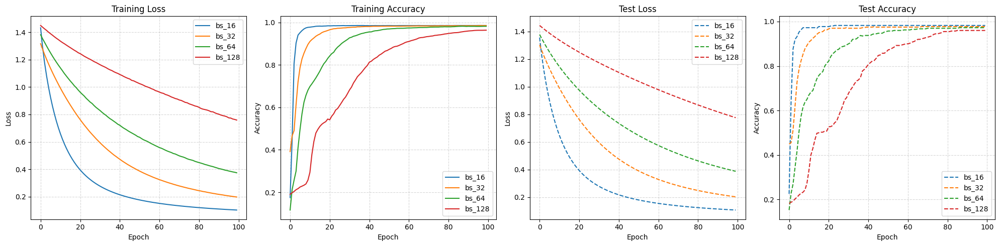 Training Loss
Loss
1.4
1.2
1.0
0.8
0.6
0.4
0.2
bs_16
bs_32
bs_64
bs_128
0 20 40 60 80 100
Epoch
Training Accuracy
Accuracy
1.0
0.8
0.6
0.4
0.2
bs_16
bs_32
bs_64
bs_128
0 20 40 60 80 100
Epoch
Test Loss
Loss
1.4
1.2
1.0
0.8
0.6
0.4
0.2
bs_16
bs_32
bs_64
bs_128
0 20 40 60 80 100
Epoch
Test Accuracy
Accuracy
1.0
0.8
0.6
0.4
0.2
bs_16
bs_32
bs_64
bs_128
0 20 40 60 80 100
Epoch